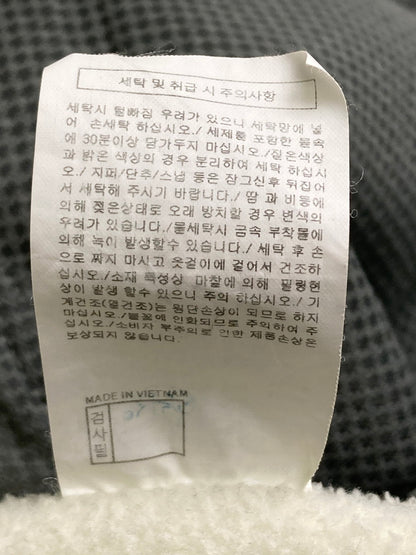 세탁 및 취급 시 주의사항
세탁시 털빠짐 우려가 있으니 세탁망에 넣
어 손세탁 하십시오./ 세제를 포함한 물속
에 30분이상 담가두지 마십시오./짙은색상
과 밝은 색상의 경우 분리하여 세탁 하십시
오./ 지퍼/단추/스냅 등은 잠그신후 뒤집어
서 세탁해 주시기 바랍니다./ 땀 과 비등에
의해 젖은상태로 오래 방치할 경우 변색의
우려가 있습니다./물세탁시 금속 부착물에
의해 녹이 발생할수 있습니다./ 세탁 후 손
으로 짜지 마시고 옷걸이에 걸어서 건조하
십시오./소재 특성상 마찰에 의해 필링현
상이 발생 할수 있으니 주의 하십시오./ 기
계건조(열건조)는 원단손상이 되므로 하지
마십시오./불꽃에 인화되므로 주의하여 주
십시오./소비자 부주의로 인한 제품손상은
보상되지 않습니다.
MADE IN VIETNAM
검사필